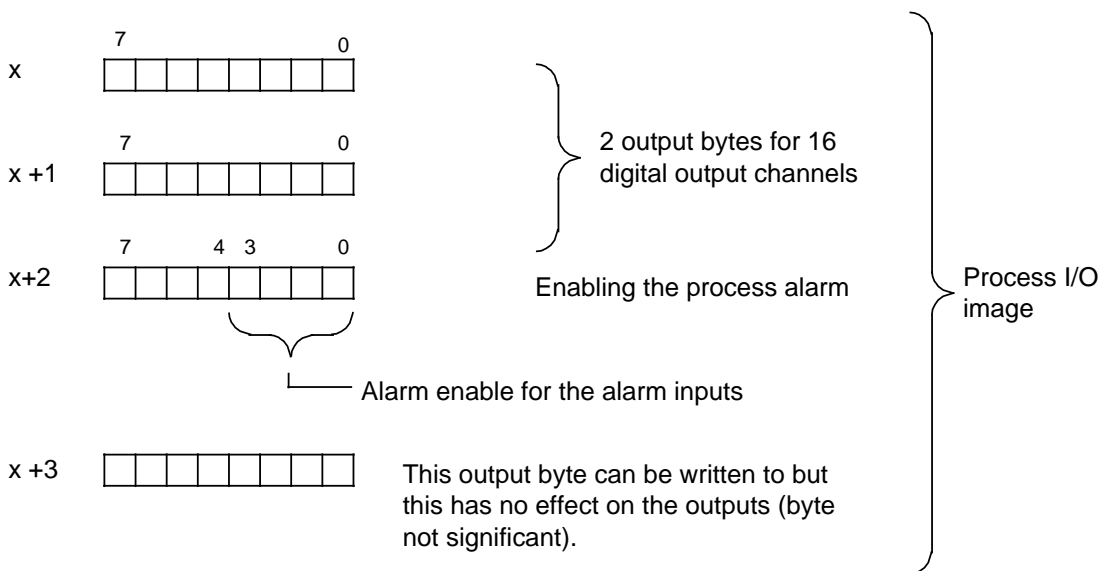 7 0
x
2 output bytes for 16
digital output channels
7 0
x +1
7 4 3 0
x+2
Enabling the process alarm
Process I/O
image
Alarm enable for the alarm inputs
x +3
This output byte can be written to but
this has no effect on the outputs (byte
not significant).